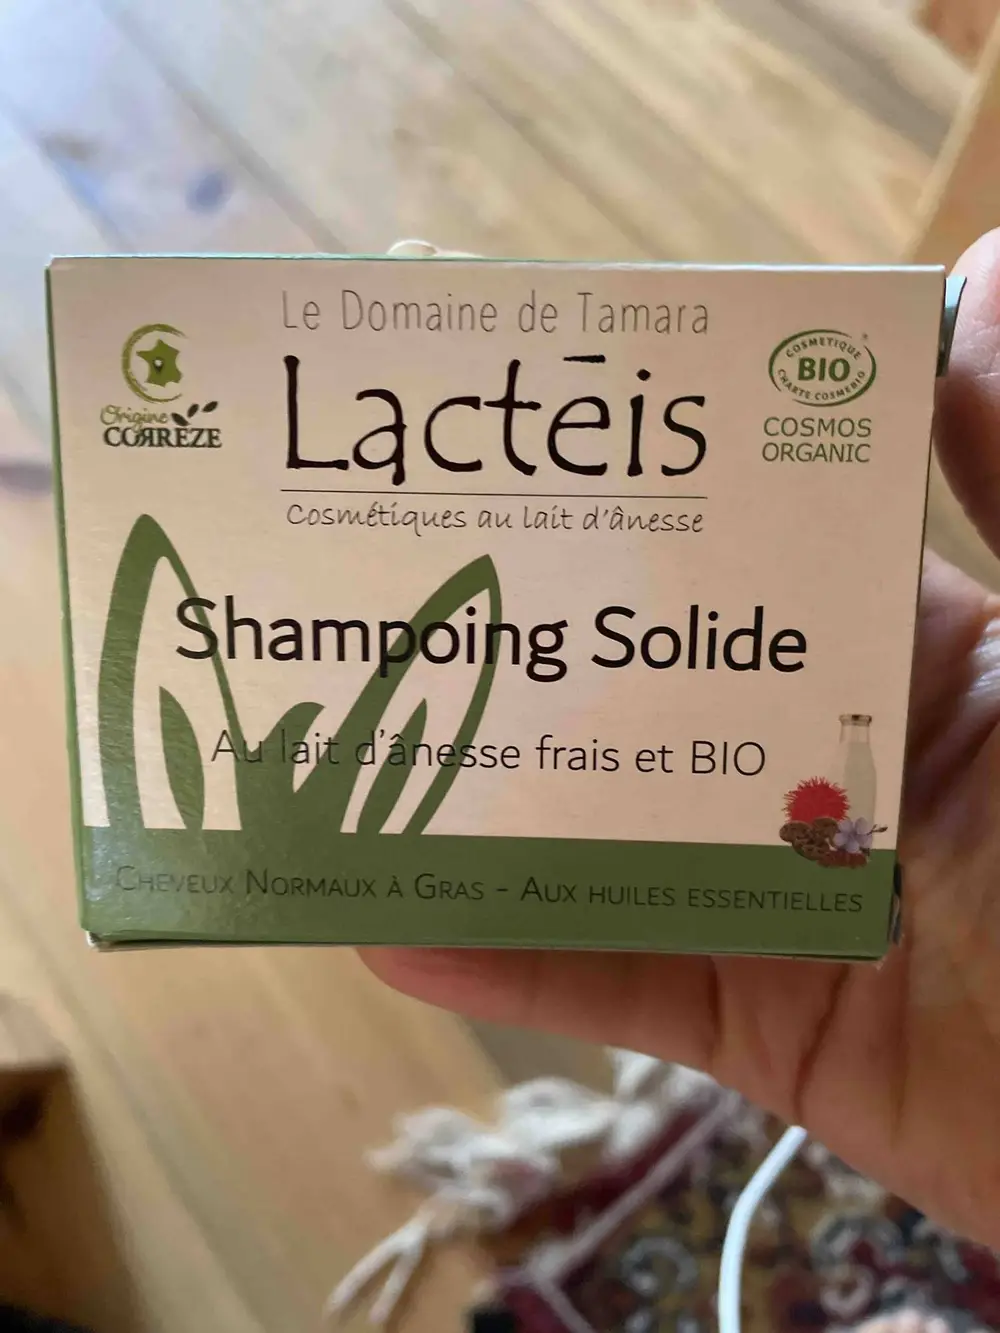 Le Domaine de Tamara
Lactēis
Cosmétiques au lait d'ânesse
Origine
CORRÈZE
COSMETIQUE
BIO
CHARTE COSMEBIO
COSMOS
ORGANIC
Shampoing Solide
Au lait d'ânesse frais et BIO
CHEVEUX NORMAUX À GRAS - AUX HUILES ESSENTIELLES